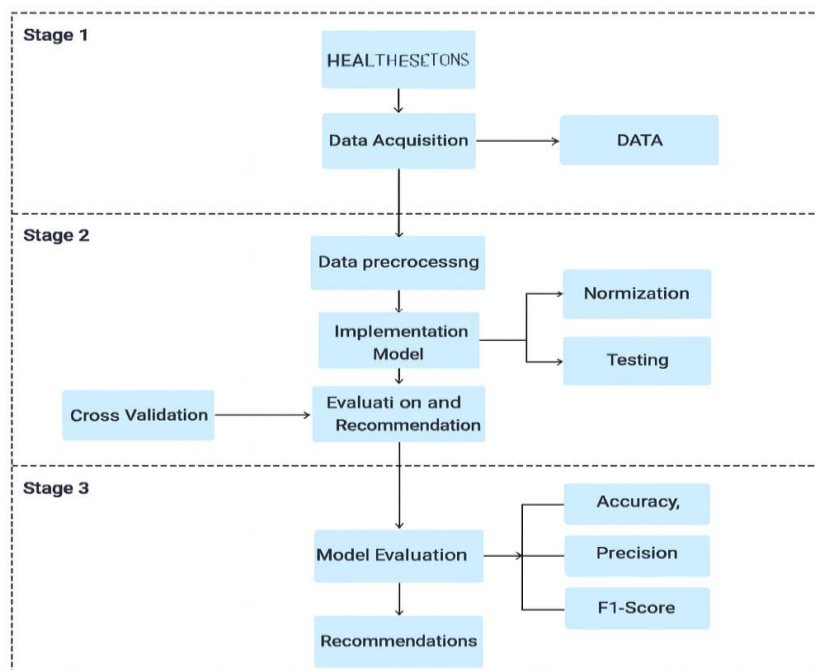 Stage 1
HEALTHESETONS
Data Acquisition
DATA
Stage 2
Data precrocessng
Normization
Implementation
Model
Testing
Cross Validation
Evaluati on and
Recommendation
Stage 3
Accuracy,
Model Evaluation
Precision
F1-Score
Recommendations